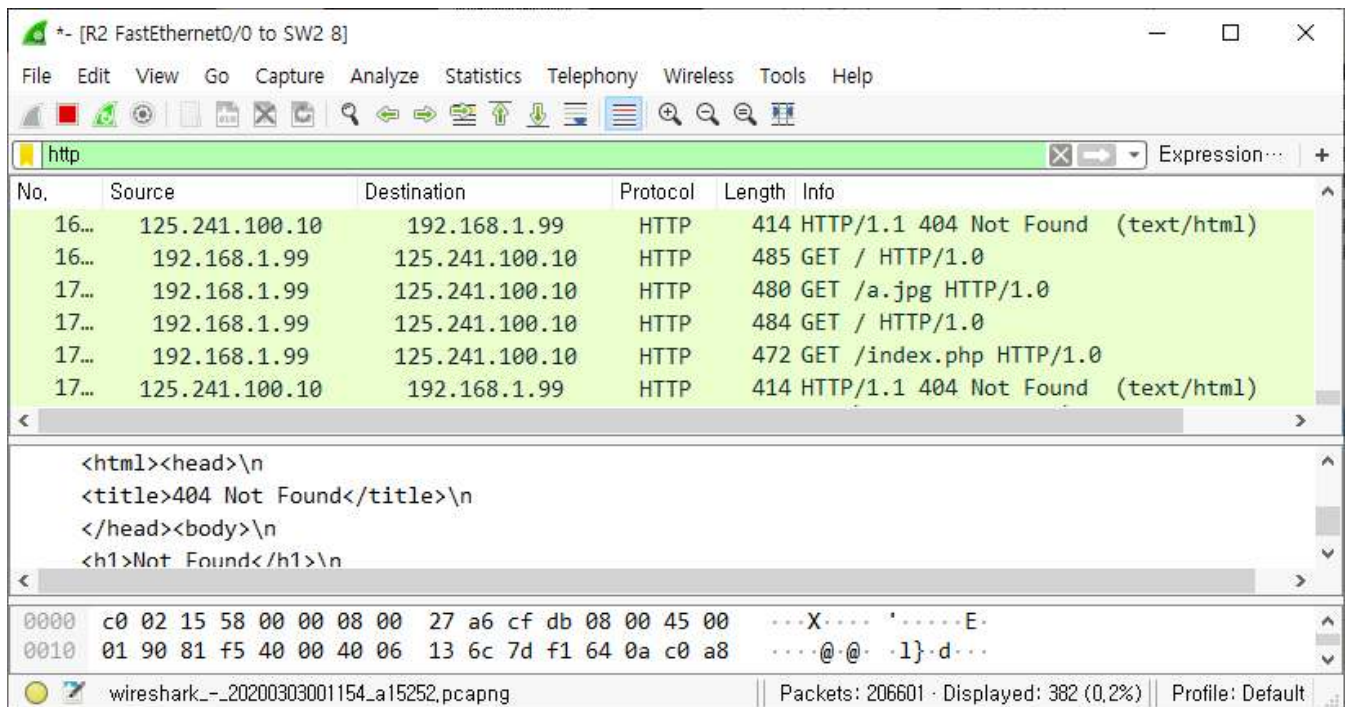 *- [R2 FastEthernet0/0 to SW2 8]
File Edit View Go Capture Analyze Statistics Telephony Wireless Tools Help
http Expression… +
No. Source Destination Protocol Length Info
16… 125.241.100.10 192.168.1.99 HTTP 414 HTTP/1.1 404 Not Found (text/html)
16… 192.168.1.99 125.241.100.10 HTTP 485 GET / HTTP/1.0
17… 192.168.1.99 125.241.100.10 HTTP 480 GET /a.jpg HTTP/1.0
17… 192.168.1.99 125.241.100.10 HTTP 484 GET / HTTP/1.0
17… 192.168.1.99 125.241.100.10 HTTP 472 GET /index.php HTTP/1.0
17… 125.241.100.10 192.168.1.99 HTTP 414 HTTP/1.1 404 Not Found (text/html)
<html><head>\n
<title>404 Not Found</title>\n
</head><body>\n
<h1>Not Found</h1>\n
0000 c0 02 15 58 00 00 08 00 27 a6 cf db 08 00 45 00 ···X···· '·····E·
0010 01 90 81 f5 40 00 40 06 13 6c 7d f1 64 0a c0 a8 ····@·@· ·l}·d···
wireshark_-_20200303001154_a15252.pcapng Packets: 206601 · Displayed: 382 (0.2%) Profile: Default